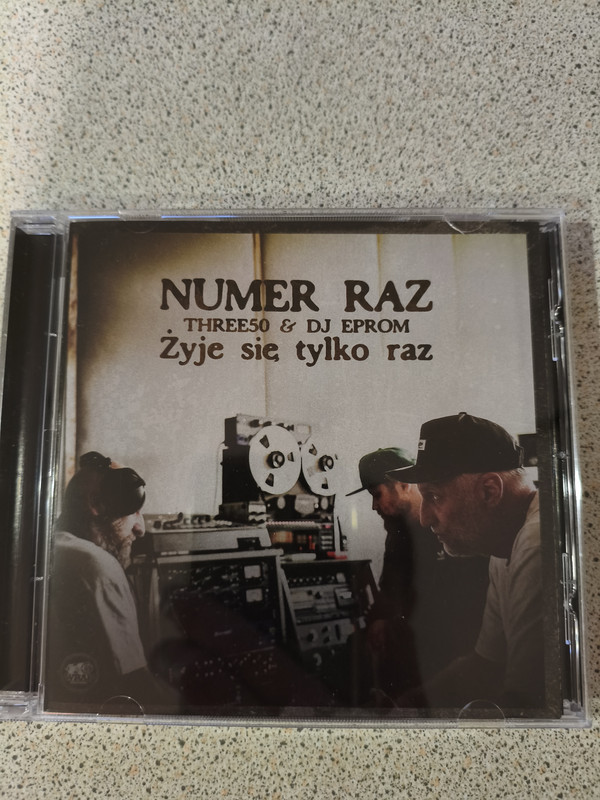 NUMER RAZ
THREE50 & DJ EPROM
Żyje się tylko raz